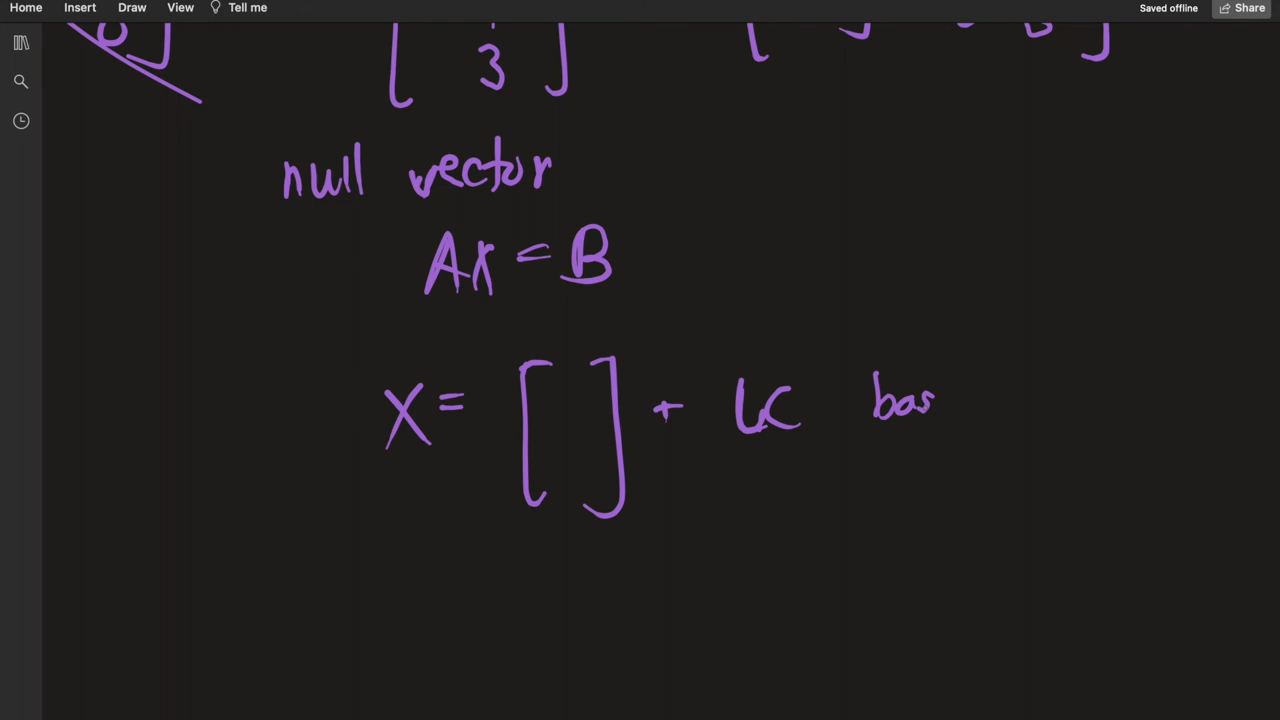 Home Insert Draw View Tell me Saved offline Share
3
null vector
AX = B
X = [ ] + LC bas